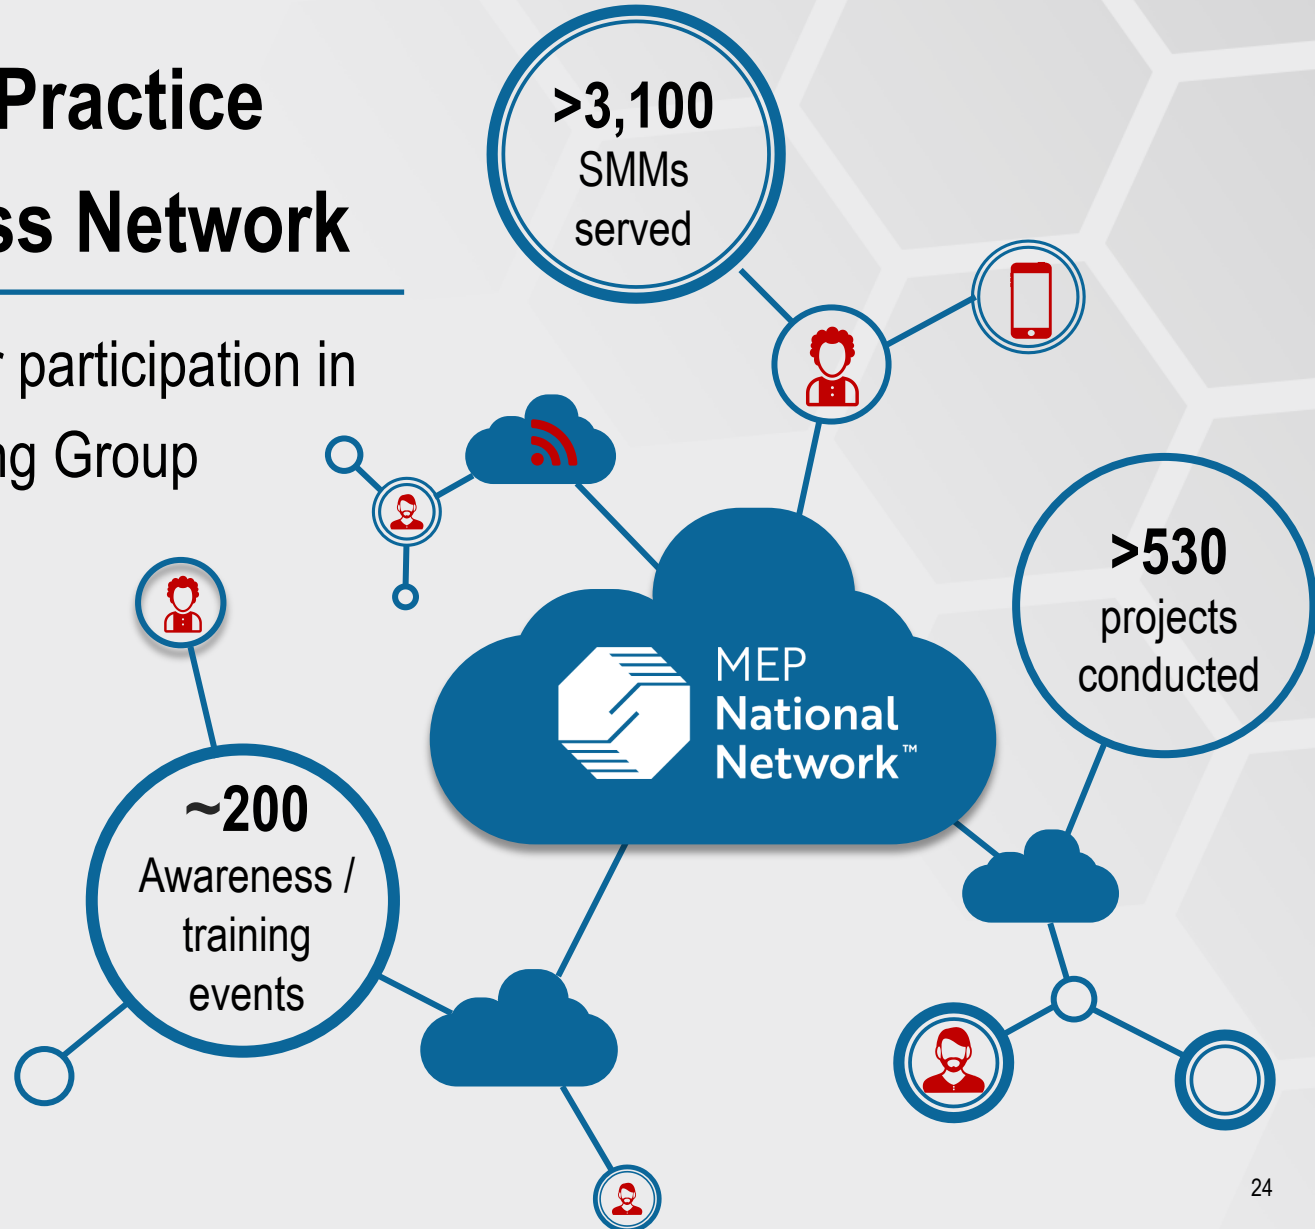 Practice
ss Network
r participation in
ng Group
>3,100
SMMs
served
>530
projects
conducted
MEP
National
Network™
~200
Awareness /
training
events
24